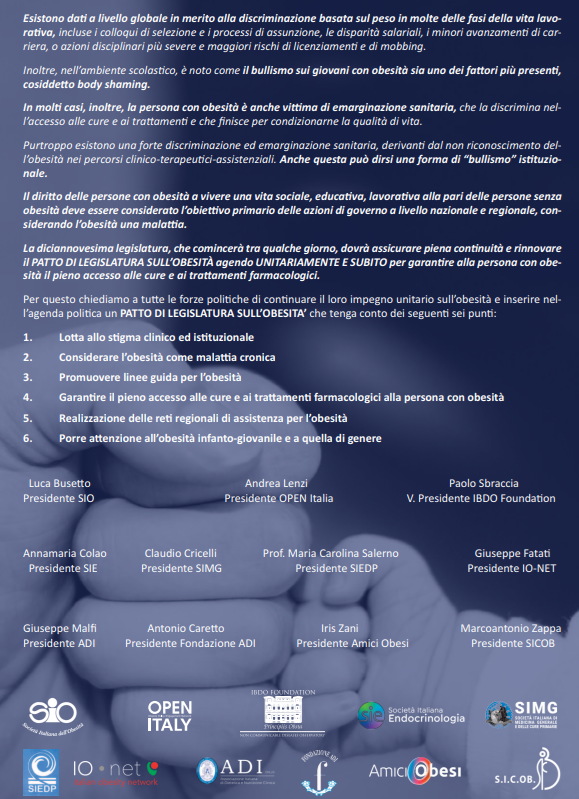 Esistono dati a livello globale in merito alla discriminazione basata sul peso in molte delle fasi della vita lavo-
rativa, incluse i colloqui di selezione e i processi di assunzione, le disparità salariali, i minori avanzamenti di car-
riera, o azioni disciplinari più severe e maggiori rischi di licenziamenti e di mobbing.
Inoltre, nell'ambiente scolastico, è noto come il bullismo sui giovani con obesità sia uno dei fattori più presenti,
cosiddetto body shaming.
In molti casi, inoltre, la persona con obesità è anche vittima di emarginazione sanitaria, che la discrimina nel-
l'accesso alle cure e ai trattamenti e che finisce per condizionarne la qualità di vita.
Purtroppo esistono una forte discriminazione ed emarginazione sanitaria, derivanti dal non riconoscimento del-
l'obesità nei percorsi clinico-terapeutici-assistenziali. Anche questa può dirsi una forma di "bullismo" istituzio-
nale.
Il diritto delle persone con obesità a vivere una vita sociale, educativa, lavorativa alla pari delle persone senza
obesità deve essere considerato l'obiettivo primario delle azioni di governo a livello nazionale e regionale, con-
siderando l'obesità una malattia.
La diciannovesima legislatura, che comincerà tra qualche giorno, dovrà assicurare piena continuità e rinnovare
il PATTO DI LEGISLATURA SULL'OBESITÀ agendo UNITARIAMENTE E SUBITO per garantire alla persona con obe-
sità il pieno accesso alle cure e ai trattamenti farmacologici.
Per questo chiediamo a tutte le forze politiche di continuare il loro impegno unitario sull'obesità e inserire nel-
l'agenda politica un PATTO DI LEGISLATURA SULL'OBESITA' che tenga conto dei seguenti sei punti:
1. Lotta allo stigma clinico ed istituzionale
2. Considerare l'obesità come malattia cronica
3. Promuovere linee guida per l'obesità
4. Garantire il pieno accesso alle cure e ai trattamenti farmacologici alla persona con obesità
5. Realizzazione delle reti regionali di assistenza per l'obesità
6. Porre attenzione all'obesità infanto-giovanile e a quella di genere
Luca Busetto Andrea Lenzi Paolo Sbraccia
Presidente SIO Presidente OPEN Italia V. Presidente IBDO Foundation
Annamaria Colao Claudio Cricelli Prof. Maria Carolina Salerno Giuseppe Fatati
Presidente SIE Presidente SIMG Presidente SIEDP Presidente IO-NET
Giuseppe Malfi Antonio Caretto Iris Zani Marcoantonio Zappa
Presidente ADI Presidente Fondazione ADI Presidente Amici Obesi Presidente SICOB
SIO
Società Italiana dell'Obesità
OPEN
ITALY
IBDO FOUNDATION
Società Italiana
Endocrinologia
SIMG
SOCIETÀ ITALIANA DI
MEDICINA GENERALE
E DELLE CURE PRIMARIE
SIEDP
IO net
ADI
FONDAZIONE ADI
Amici Obesi
S.I.C.OB.